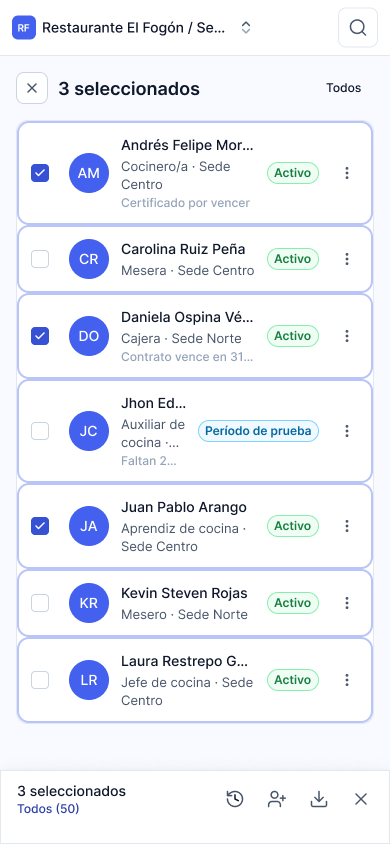 RF Restaurante El Fogón / Se...
3 seleccionados
Todos
AM
Andrés Felipe Mor...
Cocinero/a · Sede
Centro
Certificado por vencer
Activo
CR
Carolina Ruiz Peña
Mesera · Sede Centro
Activo
DO
Daniela Ospina Vé...
Cajera · Sede Norte
Contrato vence en 31...
Activo
JC
Jhon Ed...
Auxiliar de
cocina ·...
Faltan 2...
Período de prueba
JA
Juan Pablo Arango
Aprendiz de cocina ·
Sede Centro
Activo
KR
Kevin Steven Rojas
Mesero · Sede Norte
Activo
LR
Laura Restrepo G...
Jefe de cocina · Sede
Centro
Activo
3 seleccionados
Todos (50)